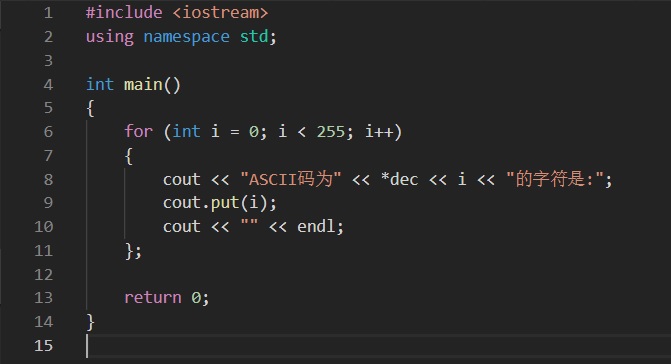 1 #include <iostream>
2 using namespace std;
3
4 int main()
5 {
6     for (int i = 0; i < 255; i++)
7     {
8         cout << "ASCII码为" << *dec << i << "的字符是:";
9         cout.put(i);
10         cout << "" << endl;
11     };
12
13     return 0;
14 }
15